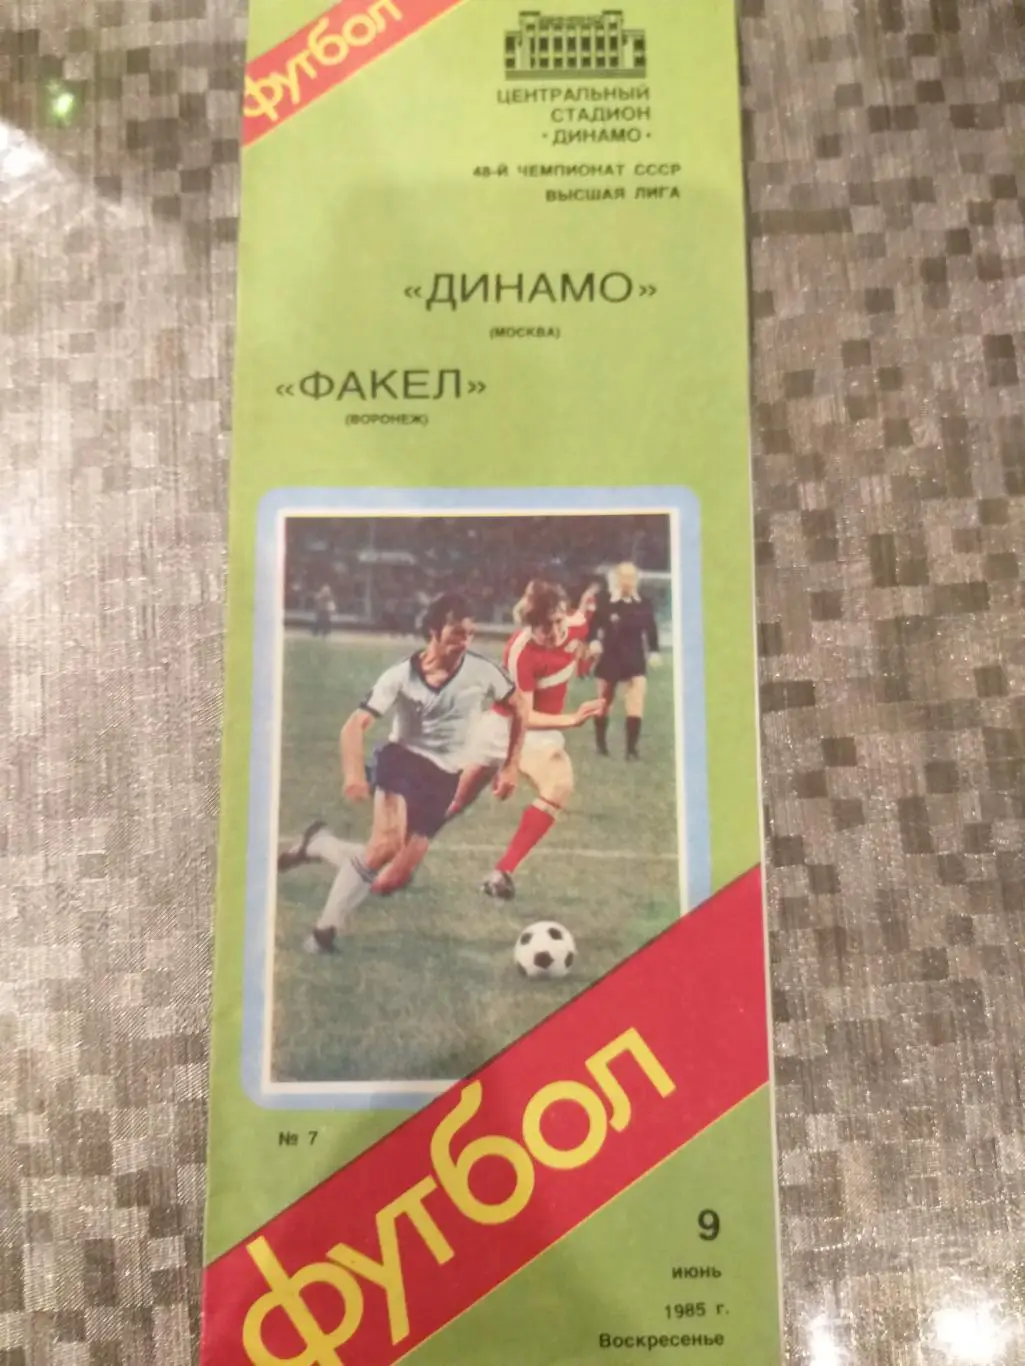 футбол
ЦЕНТРАЛЬНЫЙ
СТАДИОН
• ДИНАМО •
48-Й ЧЕМПИОНАТ СССР
ВЫСШАЯ ЛИГА
«ДИНАМО»
(МОСКВА)
«ФАКЕЛ»
(ВОРОНЕЖ)
№ 7
футбол
9
июнь
1985 г.
Воскресенье